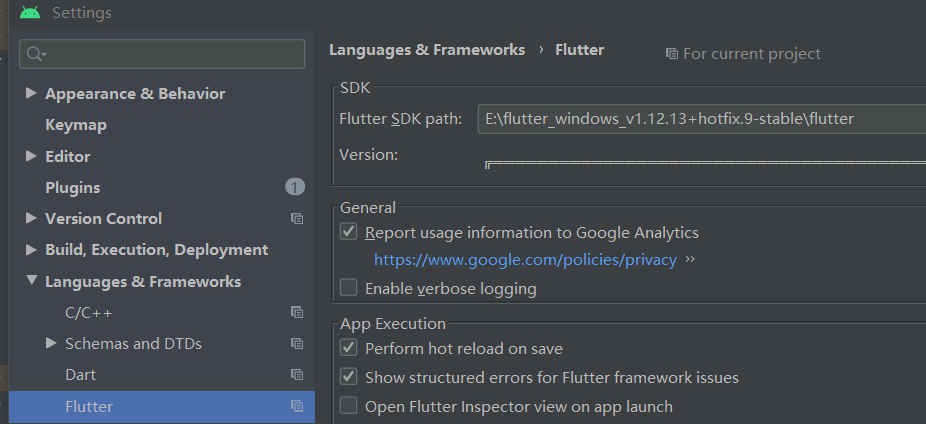 Settings
Languages & Frameworks › Flutter
For current project
Appearance & Behavior
Keymap
Editor
Plugins 1
Version Control
Build, Execution, Deployment
Languages & Frameworks
C/C++
Schemas and DTDs
Dart
Flutter
SDK
Flutter SDK path: E:\flutter_windows_v1.12.13+hotfix.9-stable\flutter
Version: ╔═══════════════════════════════════════
General
Report usage information to Google Analytics
https://www.google.com/policies/privacy »
Enable verbose logging
App Execution
Perform hot reload on save
Show structured errors for Flutter framework issues
Open Flutter Inspector view on app launch